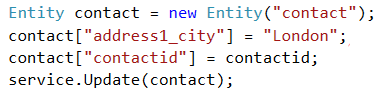 Entity contact = new Entity("contact");
contact["address1_city"] = "London";
contact["contactid"] = contactid;
service.Update(contact);